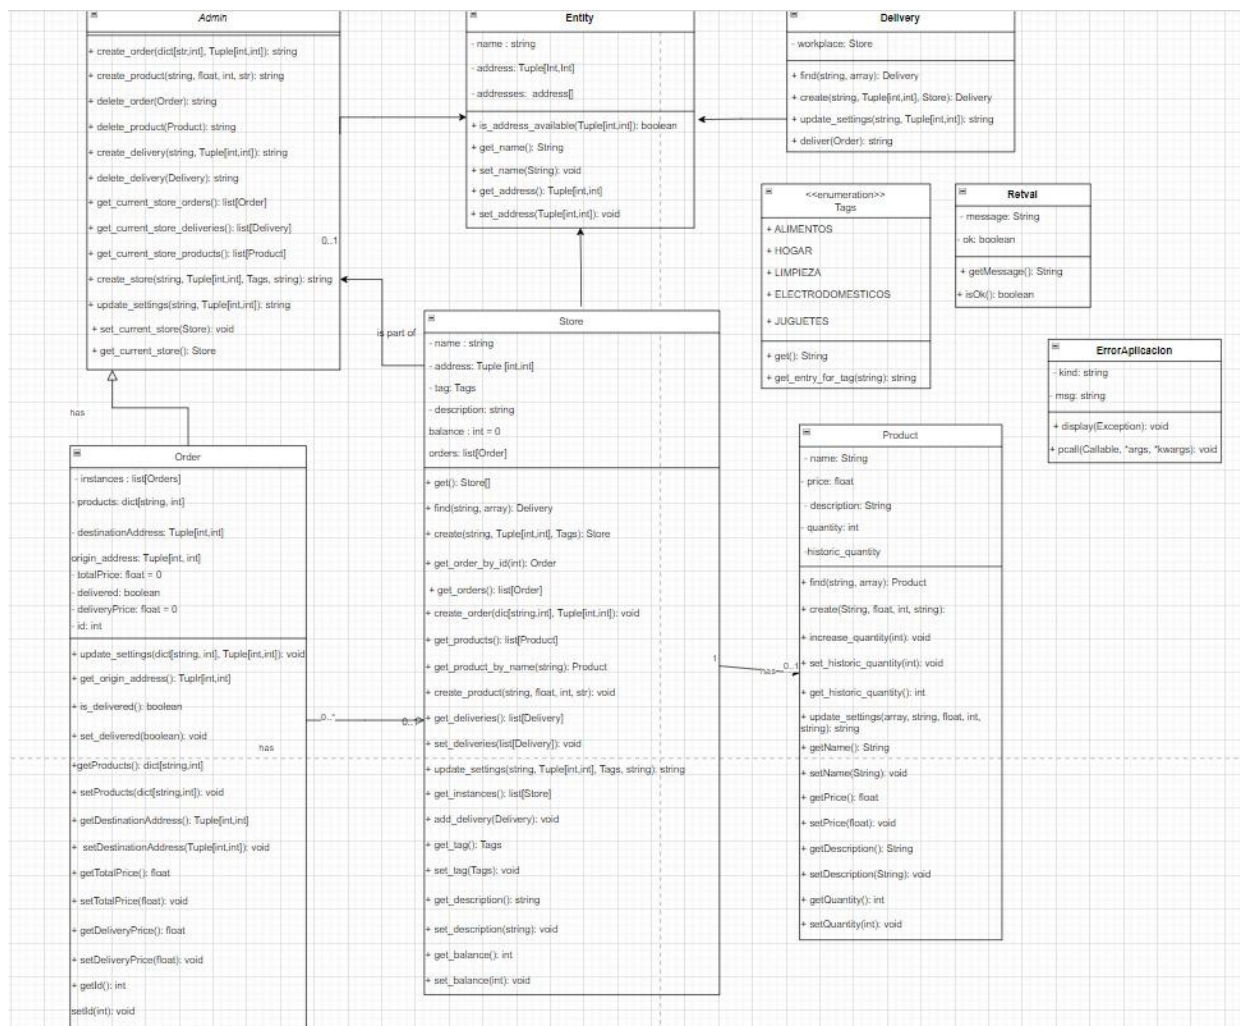 Admin
+ create_order(dict[str,int], Tuple[int,int]): string
+ create_product(string, float, int, str): string
+ delete_order(Order): string
+ delete_product(Product): string
+ create_delivery(string, Tuple[int,int]): string
+ delete_delivery(Delivery): string
+ get_current_store_orders(): list[Order]
+ get_current_store_deliveries(): list[Delivery]
+ get_current_store_products(): list[Product]
+ create_store(string, Tuple[int,int], Tags, string): string
+ update_settings(string, Tuple[int,int]): string
+ set_current_store(Store): void
+ get_current_store(): Store
0..1
is part of
has
Entity
- name : string
- address: Tuple[Int,Int]
- addresses: address[]
+ is_address_available(Tuple[int,int]): boolean
+ get_name(): String
+ set_name(String): void
+ get_address(): Tuple[int,int]
+ set_address(Tuple[int,int]): void
Delivery
- workplace: Store
+ find(string, array): Delivery
+ create(string, Tuple[int,int], Store): Delivery
+ update_settings(string, Tuple[int,int]): string
+ deliver(Order): string
<<enumeration>>
Tags
+ ALIMENTOS
+ HOGAR
+ LIMPIEZA
+ ELECTRODOMESTICOS
+ JUGUETES
+ get(): String
+ get_entry_for_tag(string): string
Retval
- message: String
- ok: boolean
+ getMessage(): String
+ isOk(): boolean
ErrorAplicacion
- kind: string
- msg: string
+ display(Exception): void
+ pcall(Callable, *args, *kwargs): void
Order
- instances : list[Orders]
- products: dict[string, int]
- destinationAddress: Tuple[int,int]
origin_address: Tuple[int, int]
- totalPrice: float = 0
- delivered: boolean
- deliveryPrice: float = 0
- id: int
+ update_settings(dict[string, int], Tuple[int,int]): void
+ get_origin_address(): Tuplr[int,int]
+ is_delivered(): boolean
+ set_delivered(boolean): void
+getProducts(): dict[string,int]
+ setProducts(dict[string,int]): void
+ getDestinationAddress(): Tuple[int,int]
+ setDestinationAddress(Tuple[int,int]): void
+ getTotalPrice(): float
+ setTotalPrice(float): void
+ getDeliveryPrice(): float
+ setDeliveryPrice(float): void
+ getId(): int
setId(int): void
0..*
has
Store
- name : string
- address: Tuple [int,int]
- tag: Tags
- description: string
balance : int = 0
orders: list[Order]
+ get(): Store[]
+ find(string, array): Delivery
+ create(string, Tuple[int,int], Tags): Store
+ get_order_by_id(int): Order
+ get_orders(): list[Order]
+ create_order(dict[string,int], Tuple[int,int]): void
+ get_products(): list[Product]
+ get_product_by_name(string): Product
+ create_product(string, float, int, str): void
+ get_deliveries(): list[Delivery]
+ set_deliveries(list[Delivery]): void
+ update_settings(string, Tuple[int,int], Tags, string): string
+ get_instances(): list[Store]
+ add_delivery(Delivery): void
+ get_tag(): Tags
+ set_tag(Tags): void
+ get_description(): string
+ set_description(string): void
+ get_balance(): int
+ set_balance(int): void
1
has
0..1
Product
- name: String
- price: float
- description: String
- quantity: int
-historic_quantity
+ find(string, array): Product
+ create(String, float, int, string):
+ increase_quantity(int): void
+ set_historic_quantity(int): void
+ get_historic_quantity(): int
+ update_settings(array, string, float, int,
string): string
+ getName(): String
+ setName(String): void
+ getPrice(): float
+ setPrice(float): void
+ getDescription(): String
+ setDescription(String): void
+ getQuantity(): int
+ setQuantity(int): void